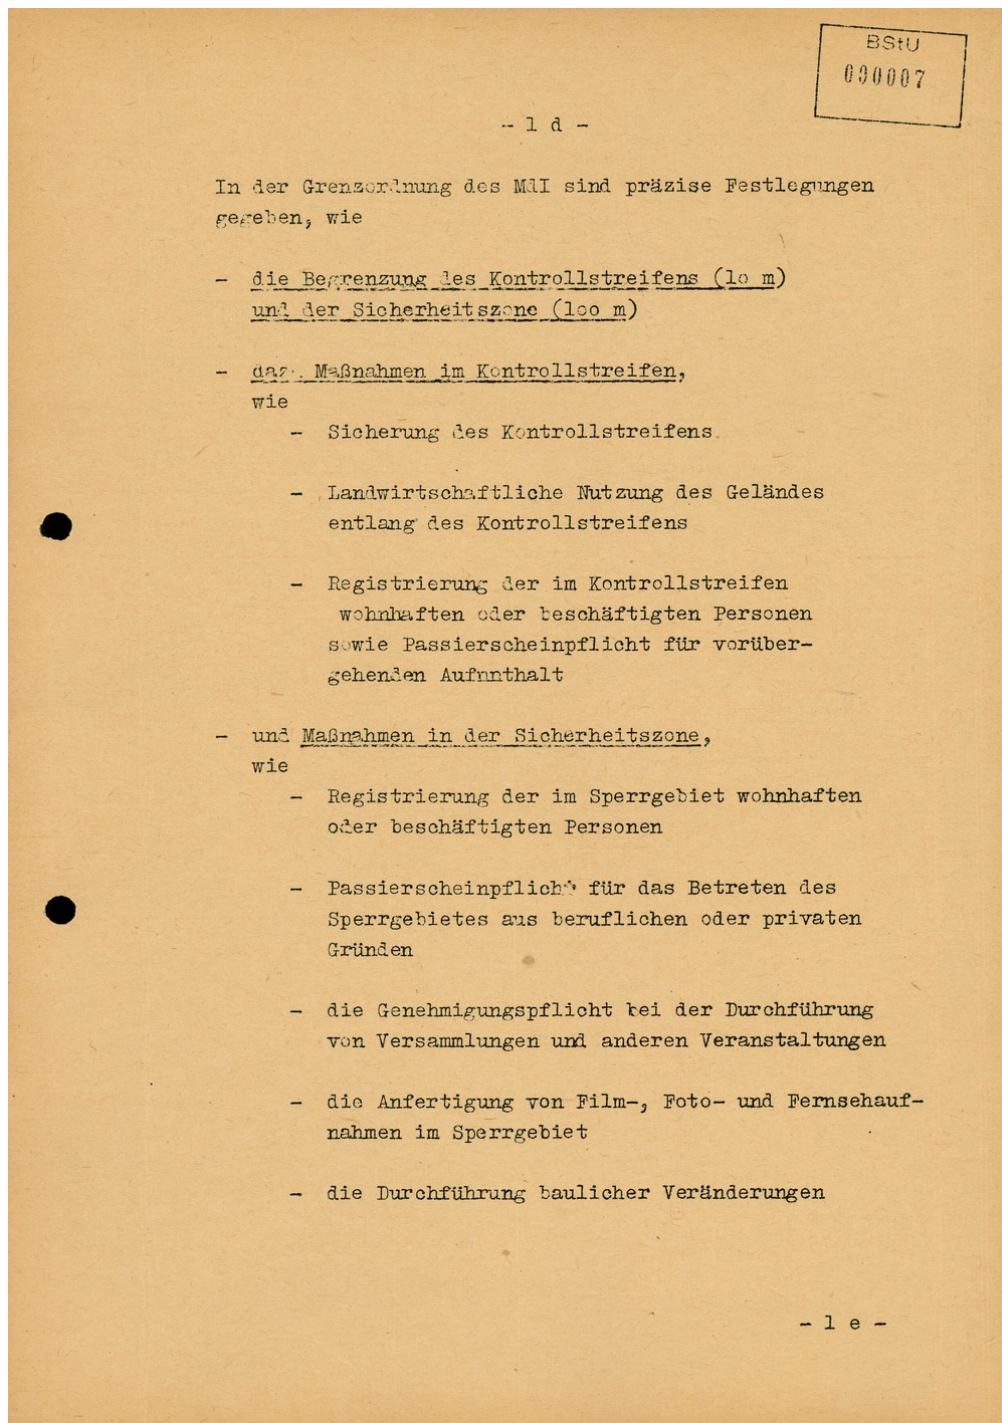 BStU
000007
- 1 d -
In der Grenzordnung des MdI sind präzise Festlegungen
gegeben, wie
- die Begrenzung des Kontrollstreifens (lo m)
und der Sicherheitszone (loo m)
- Maßnahmen im Kontrollstreifen,
wie
- Sicherung des Kontrollstreifens
- Landwirtschaftliche Nutzung des Geländes
entlang des Kontrollstreifens
- Registrierung der im Kontrollstreifen
wohnhaften oder beschäftigten Personen
sowie Passierscheinpflicht für vorüber-
gehenden Aufnnthalt
- und Maßnahmen in der Sicherheitszone,
wie
- Registrierung der im Sperrgebiet wohnhaften
oder beschäftigten Personen
- Passierscheinpflicht für das Betreten des
Sperrgebietes aus beruflichen oder privaten
Gründen
- die Genehmigungspflicht bei der Durchführung
von Versammlungen und anderen Veranstaltungen
- die Anfertigung von Film-, Foto- und Fernsehauf-
nahmen im Sperrgebiet
- die Durchführung baulicher Veränderungen
- 1 e -